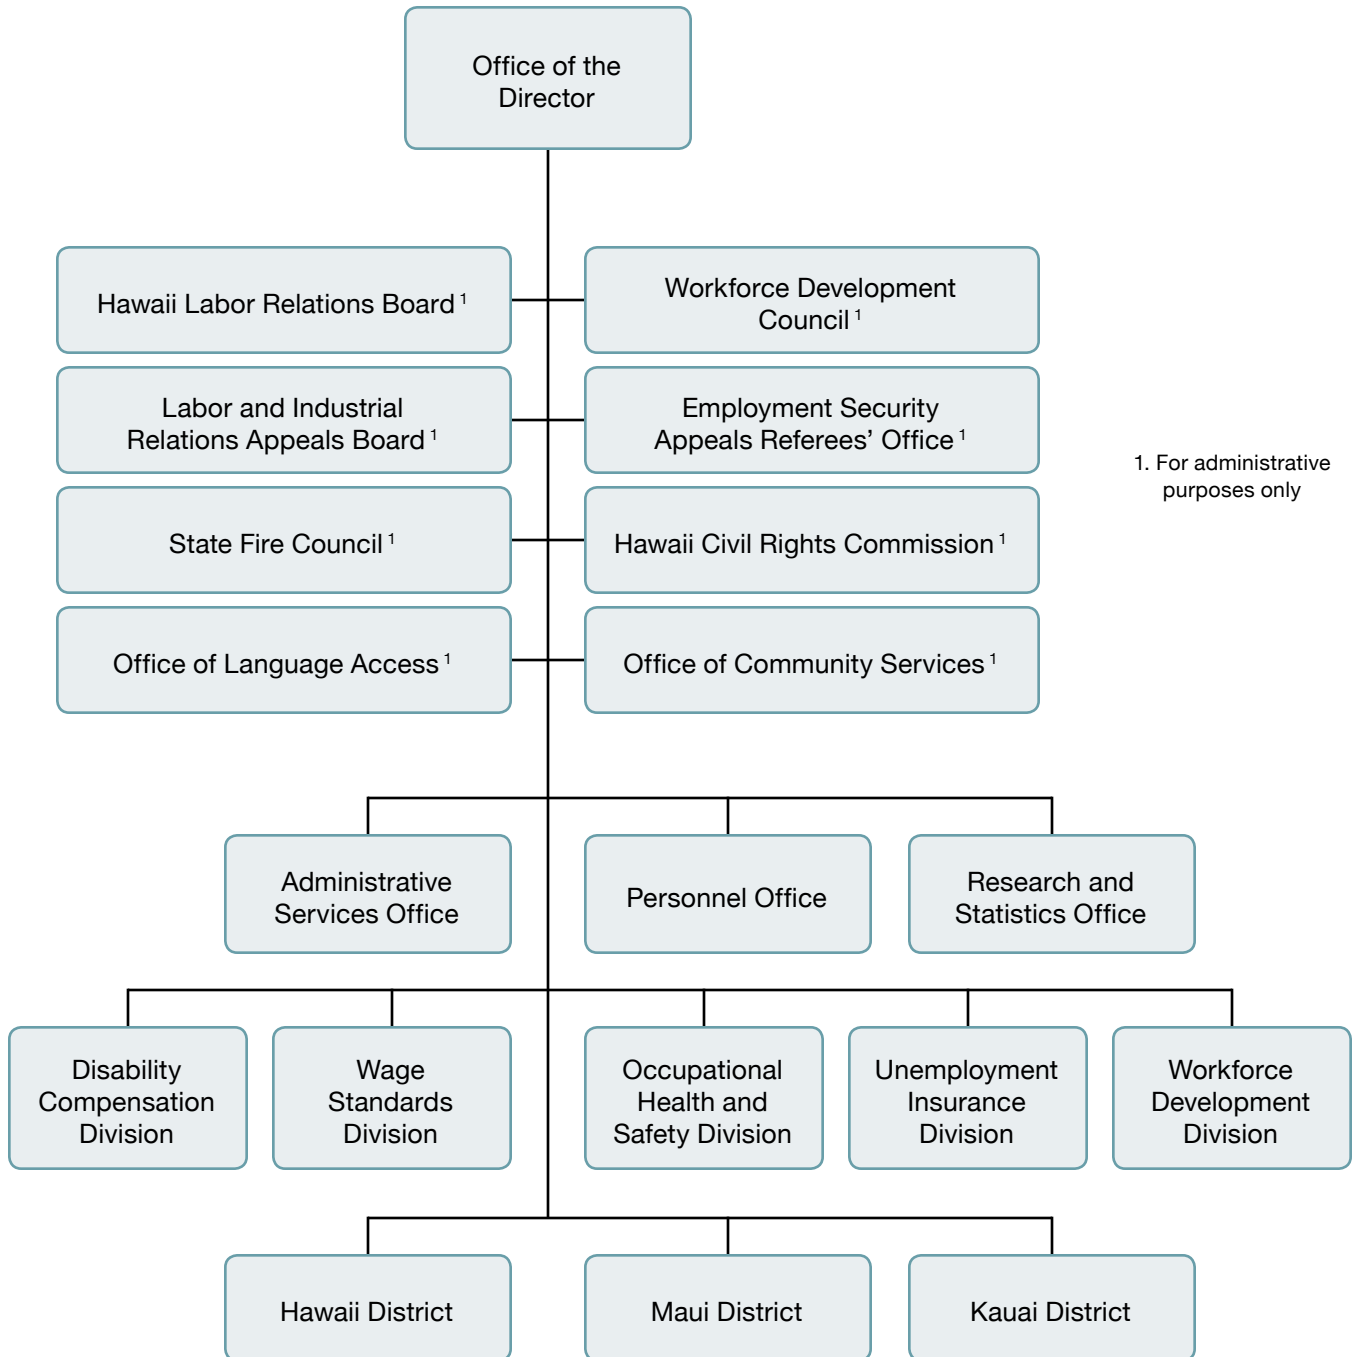 Office of the
Director
Hawaii Labor Relations Board 1
Workforce Development
Council 1
Labor and Industrial
Relations Appeals Board 1
Employment Security
Appeals Referees’ Office 1
1. For administrative
purposes only
State Fire Council 1
Hawaii Civil Rights Commission 1
Office of Language Access 1
Office of Community Services 1
Administrative
Services Office
Personnel Office
Research and
Statistics Office
Disability
Compensation
Division
Wage
Standards
Division
Occupational
Health and
Safety Division
Unemployment
Insurance
Division
Workforce
Development
Division
Hawaii District
Maui District
Kauai District